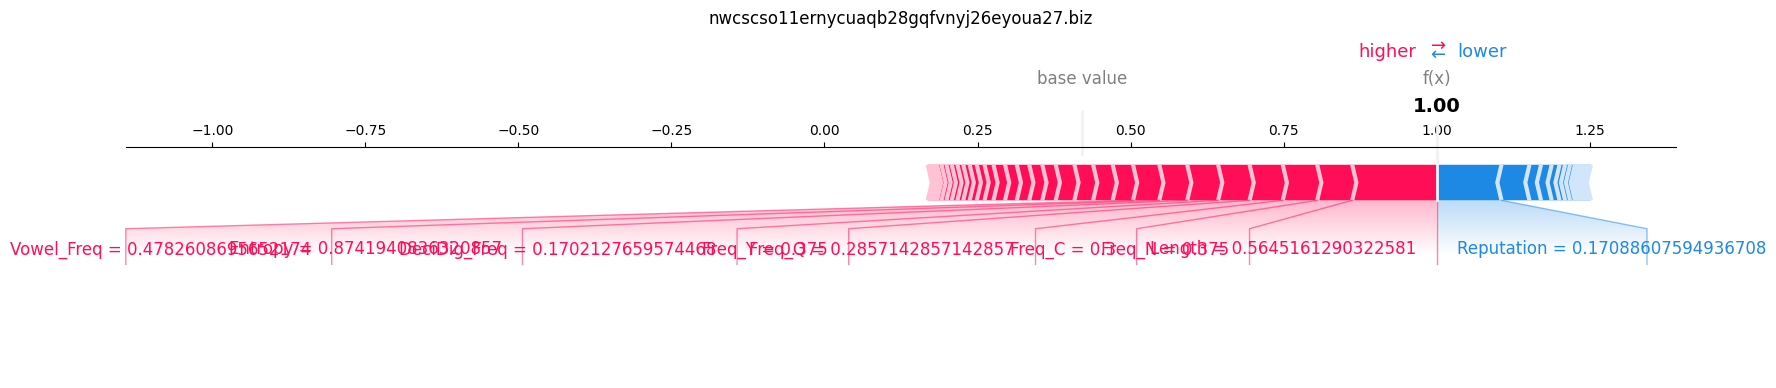 nwcscso11ernycuaqb28gqfvnyj26eyoua27.biz
higher ⇄ lower
base value f(x)
1.00
−1.00 −0.75 −0.50 −0.25 0.00 0.25 0.50 0.75 1.00 1.25
Vowel_Freq = 0.4782608695652174 Entropy = 0.8741940836320857 DecDig_Freq = 0.1702127659574468 Freq_Y = 0.375 Freq_Q = 0.2857142857142857 Freq_C = 0.3 Freq_N = 0.375 Length = 0.5645161290322581 Reputation = 0.17088607594936708